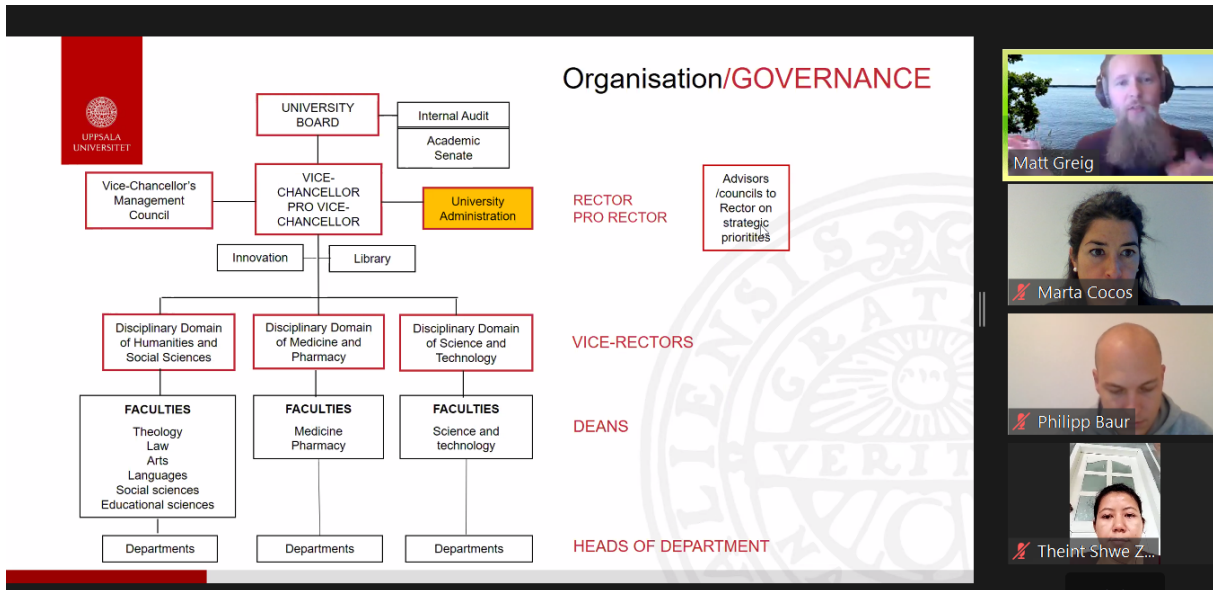 Organisation/GOVERNANCE
UPPSALA
UNIVERSITET
UNIVERSITY
BOARD
Internal Audit
Academic
Senate
Vice-Chancellor's
Management
Council
VICE-
CHANCELLOR
PRO VICE-
CHANCELLOR
University
Administration
RECTOR
PRO RECTOR
Advisors
/councils to
Rector on
strategic
prioritites
Innovation
Library
Disciplinary Domain
of Humanities and
Social Sciences
Disciplinary Domain
of Medicine and
Pharmacy
Disciplinary Domain
of Science and
Technology
VICE-RECTORS
FACULTIES
Theology
Law
Arts
Languages
Social sciences
Educational sciences
FACULTIES
Medicine
Pharmacy
FACULTIES
Science and
technology
DEANS
Departments
Departments
Departments
HEADS OF DEPARTMENT
Matt Greig
Marta Cocos
Philipp Baur
Theint Shwe Z...